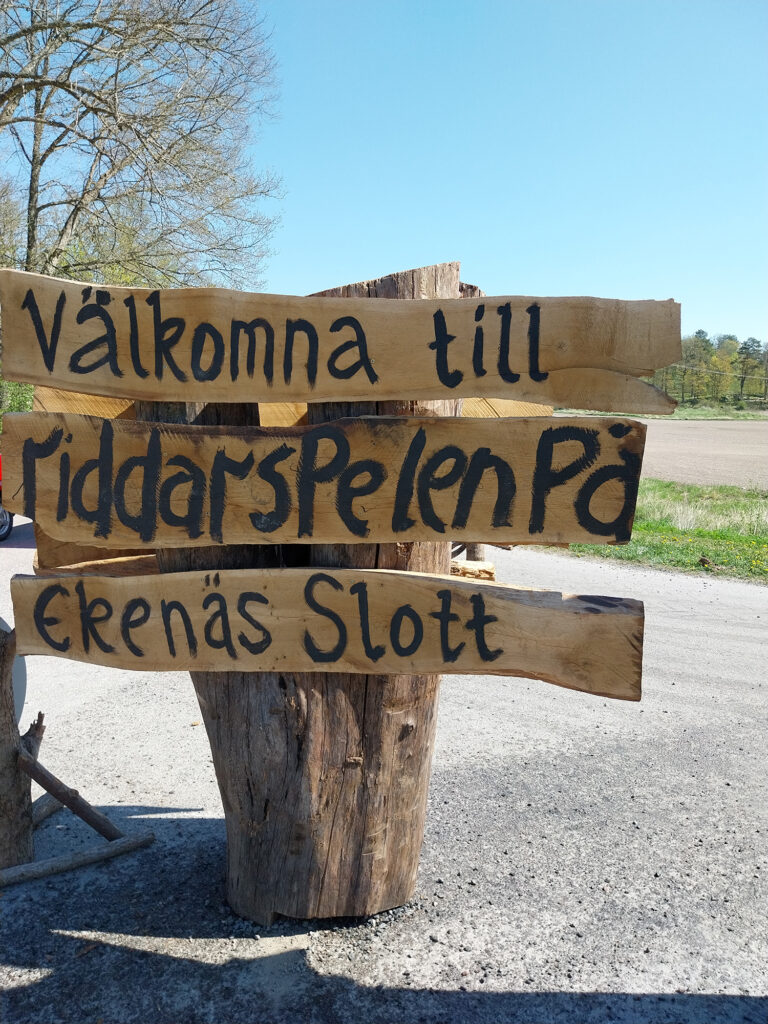 Välkomna till
riddarsPelen På
Ekenäs Slott